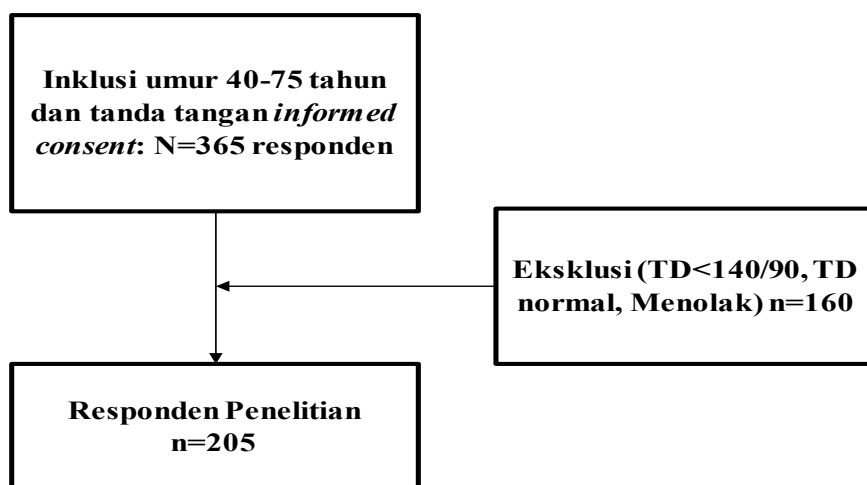 Inklusi umur 40-75 tahun
dan tanda tangan informed
consent: N=365 responden
Eksklusi (TD<140/90, TD
normal, Menolak) n=160
Responden Penelitian
n=205